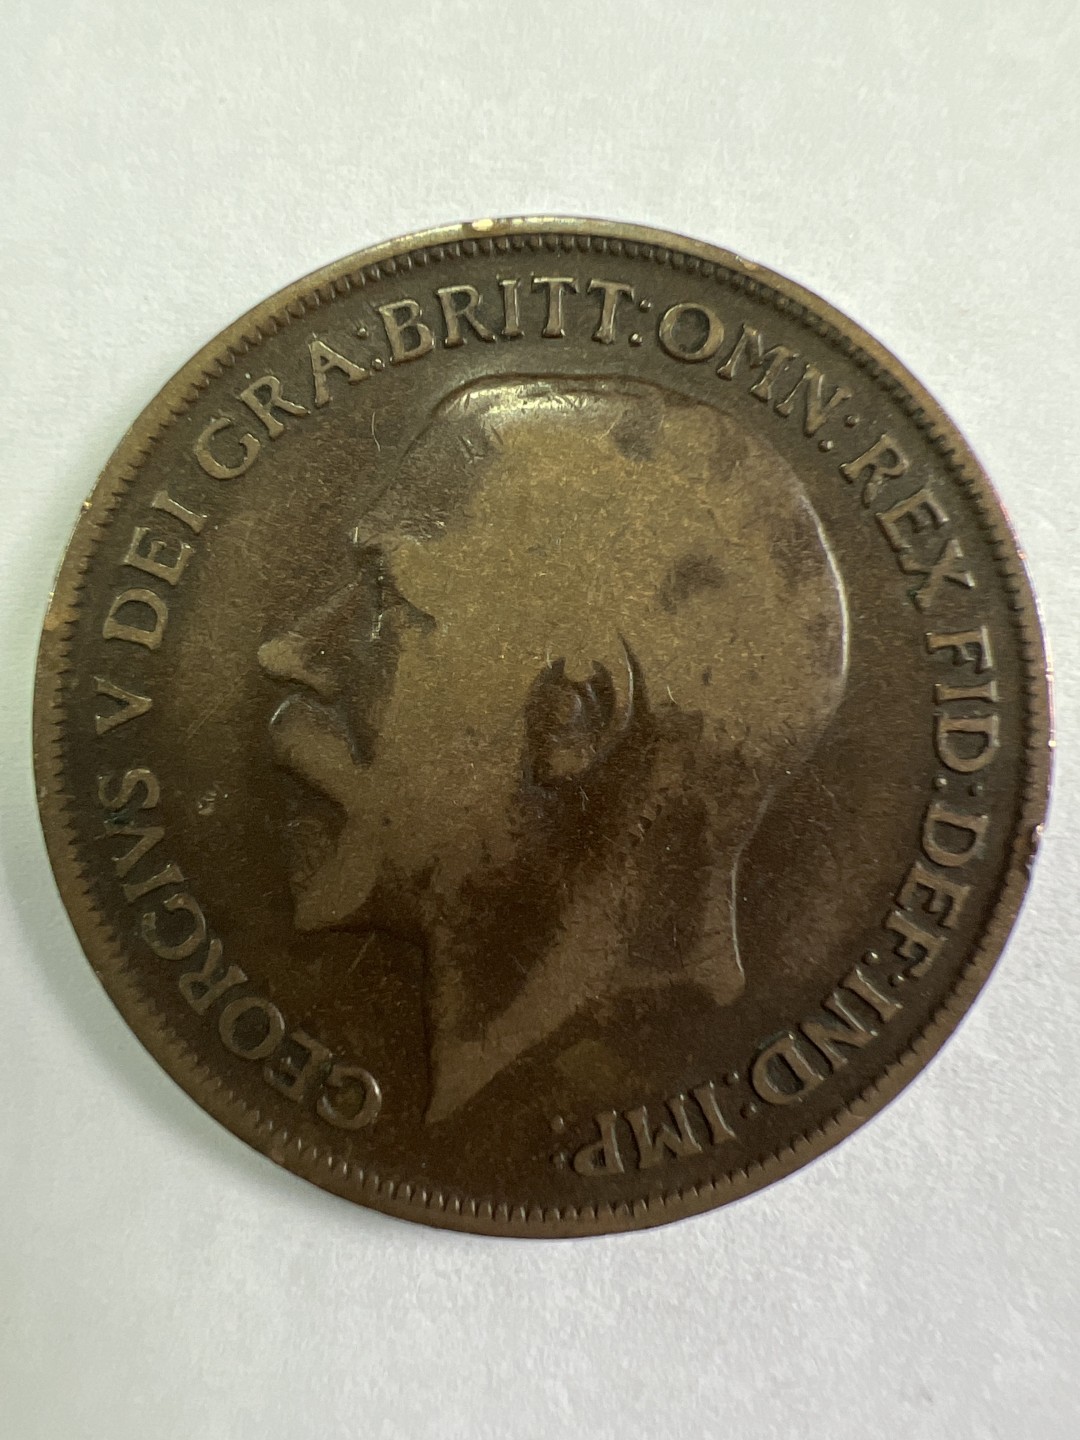 GEORGIVS V DEI GRA:BRITT:OMN:REX FID:DEF:IND:IMP: